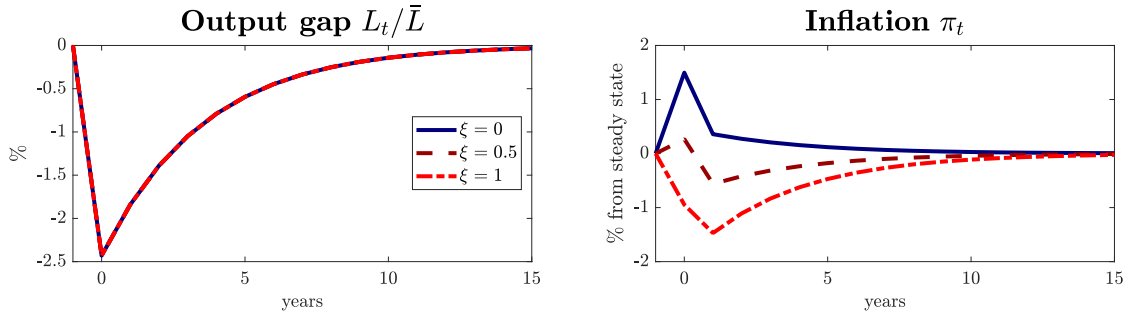 Output gap L_t/L̄
0
-0.5
-1
-1.5
-2
-2.5
%
0
5
10
15
years
ξ = 0
ξ = 0.5
ξ = 1
Inflation π_t
2
1
0
-1
-2
% from steady state
0
5
10
15
years